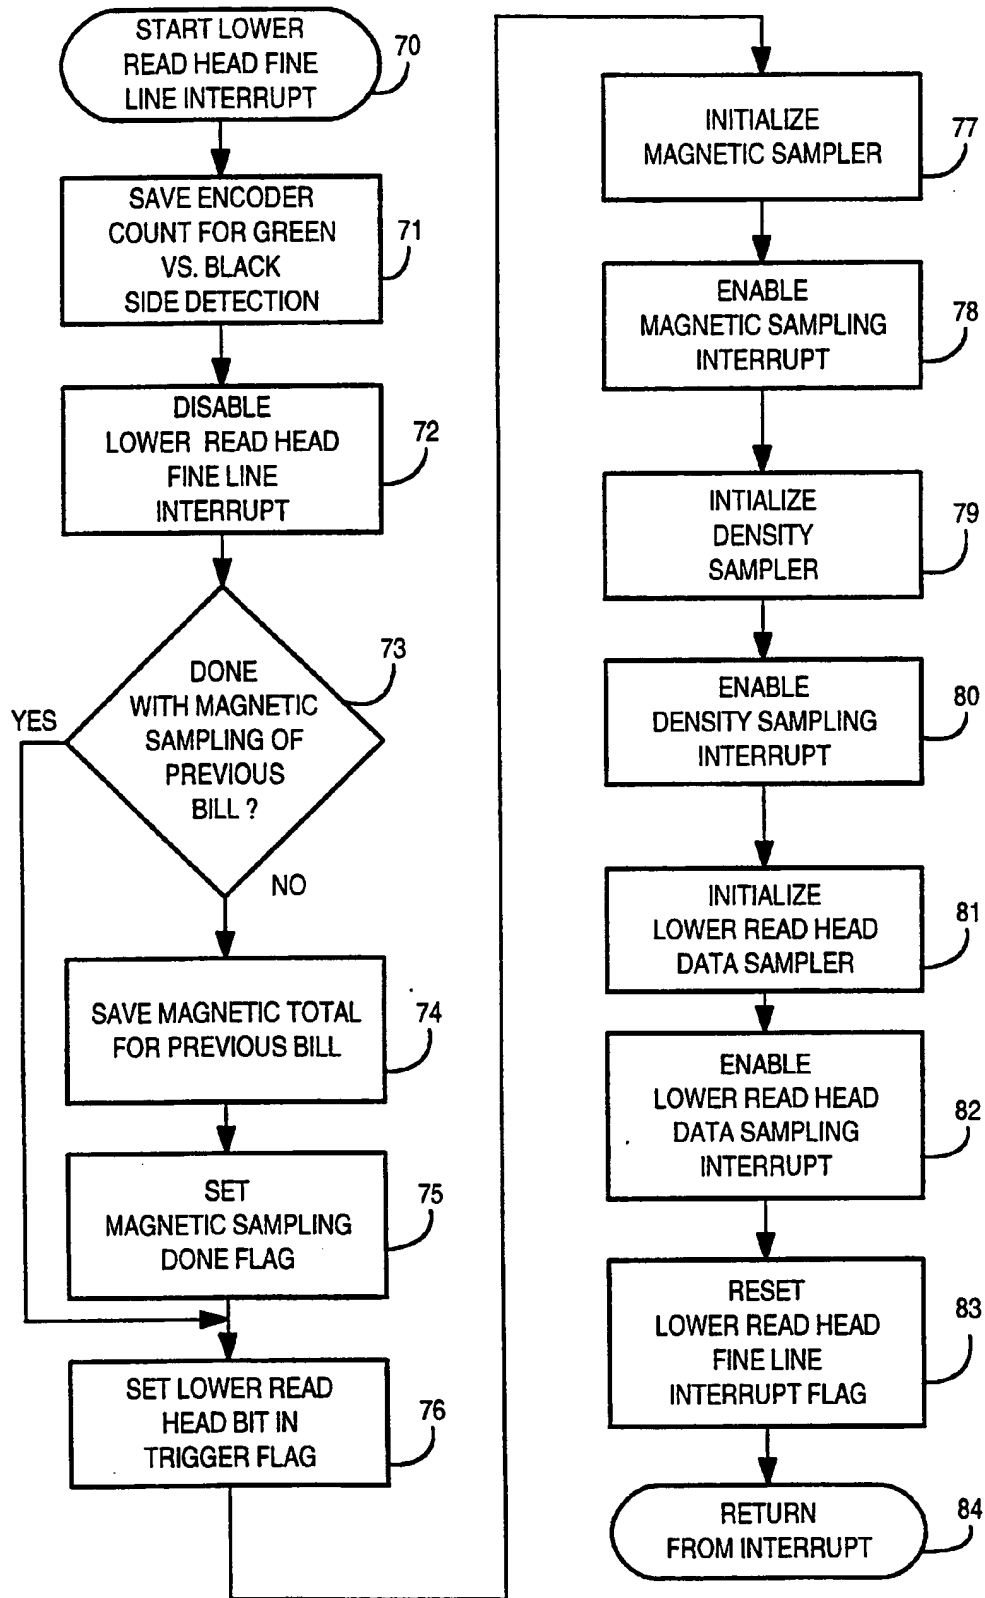 START LOWER
READ HEAD FINE
LINE INTERRUPT
70
SAVE ENCODER
COUNT FOR GREEN
VS. BLACK
SIDE DETECTION
71
DISABLE
LOWER READ HEAD
FINE LINE
INTERRUPT
72
DONE
WITH MAGNETIC
SAMPLING OF
PREVIOUS
BILL ?
73
YES
NO
SAVE MAGNETIC TOTAL
FOR PREVIOUS BILL
74
SET
MAGNETIC SAMPLING
DONE FLAG
75
SET LOWER READ
HEAD BIT IN
TRIGGER FLAG
76
INITIALIZE
MAGNETIC SAMPLER
77
ENABLE
MAGNETIC SAMPLING
INTERRUPT
78
INTIALIZE
DENSITY
SAMPLER
79
ENABLE
DENSITY SAMPLING
INTERRUPT
80
INITIALIZE
LOWER READ HEAD
DATA SAMPLER
81
ENABLE
LOWER READ HEAD
DATA SAMPLING
INTERRUPT
82
RESET
LOWER READ HEAD
FINE LINE
INTERRUPT FLAG
83
RETURN
FROM INTERRUPT
84